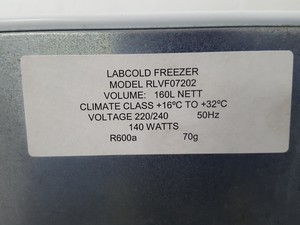 LABCOLD FREEZER
MODEL RLVF07202
VOLUME: 160L NETT
CLIMATE CLASS +16ºC TO +32ºC
VOLTAGE 220/240 50Hz
140 WATTS
R600a 70g